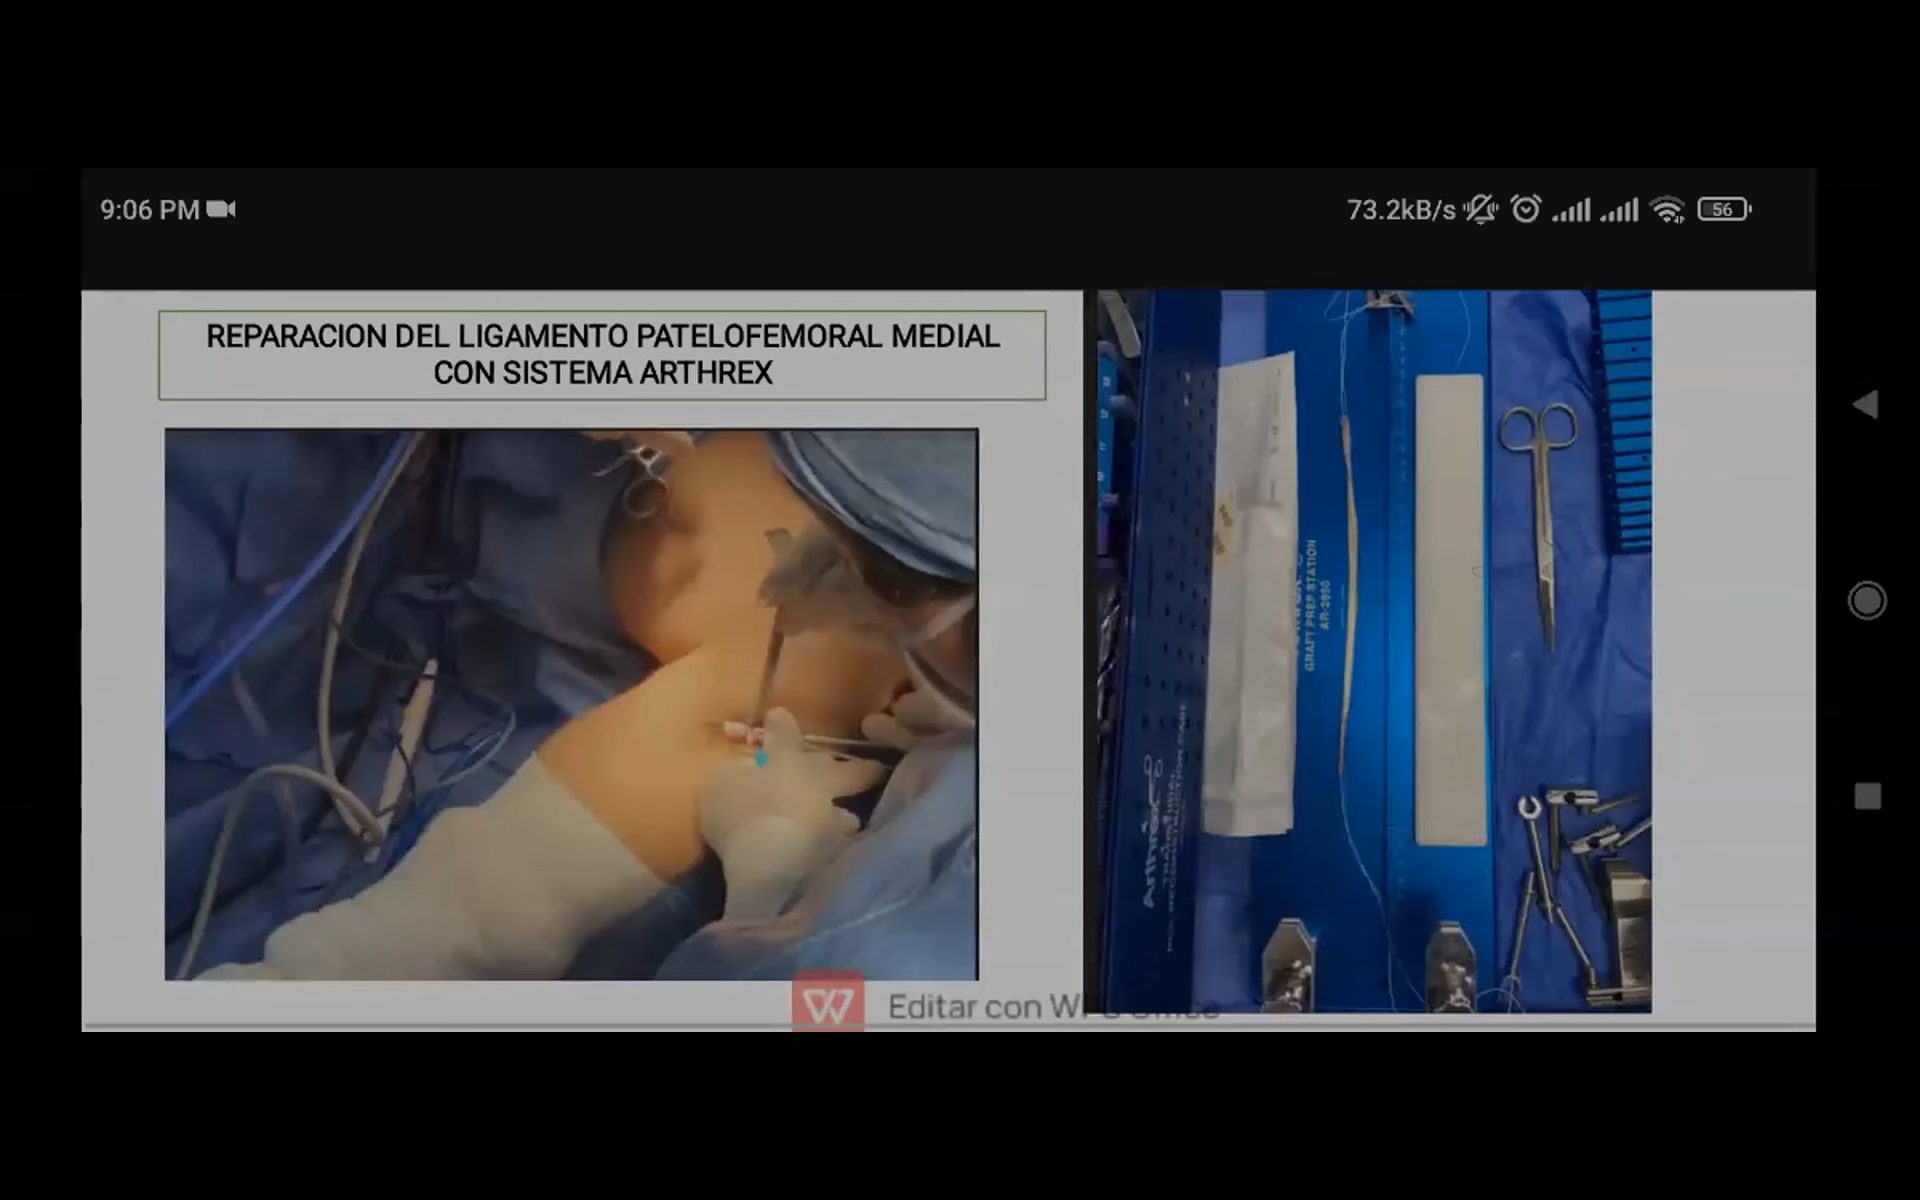 9:06 PM
73.2kB/s
56
REPARACION DEL LIGAMENTO PATELOFEMORAL MEDIAL
CON SISTEMA ARTHREX
GRAFT PREP STATION
AR-2950
Arthrex
Editar con